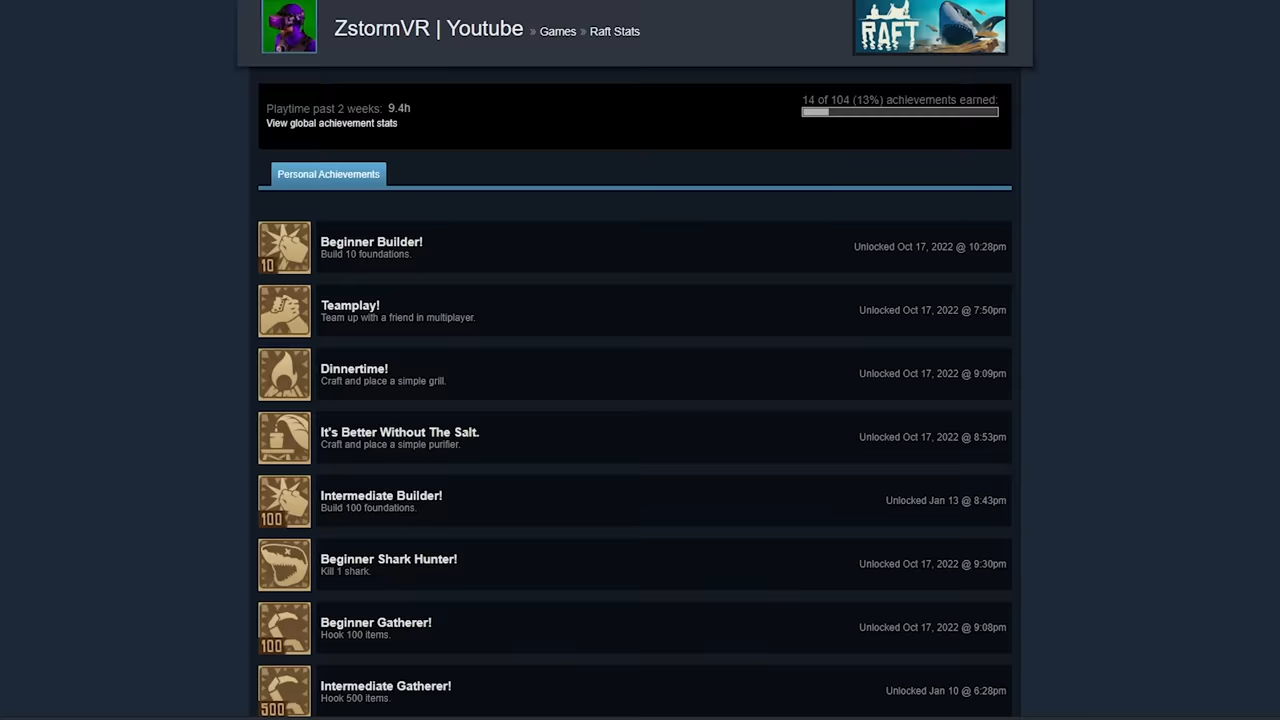 ZstormVR | Youtube » Games » Raft Stats
RAFT
Playtime past 2 weeks: 9.4h
14 of 104 (13%) achievements earned:
View global achievement stats
Personal Achievements
Beginner Builder!
Build 10 foundations.
Unlocked Oct 17, 2022 @ 10:28pm
10
Teamplay!
Team up with a friend in multiplayer.
Unlocked Oct 17, 2022 @ 7:50pm
Dinnertime!
Craft and place a simple grill.
Unlocked Oct 17, 2022 @ 9:09pm
It's Better Without The Salt.
Craft and place a simple purifier.
Unlocked Oct 17, 2022 @ 8:53pm
Intermediate Builder!
Build 100 foundations.
Unlocked Jan 13 @ 8:43pm
100
Beginner Shark Hunter!
Kill 1 shark.
Unlocked Oct 17, 2022 @ 9:30pm
Beginner Gatherer!
Hook 100 items.
Unlocked Oct 17, 2022 @ 9:08pm
100
Intermediate Gatherer!
Hook 500 items.
Unlocked Jan 10 @ 6:28pm
500